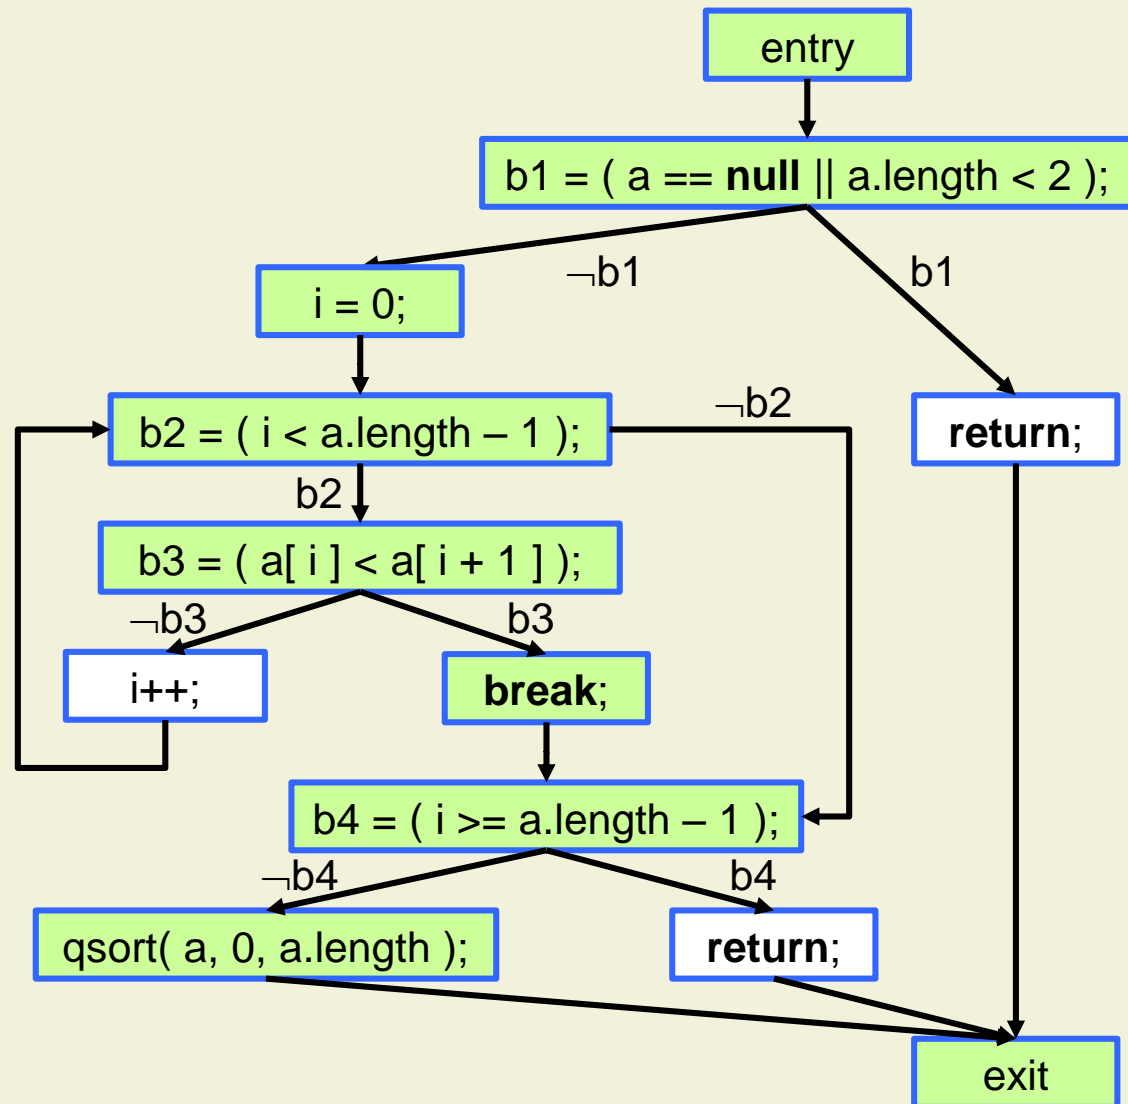 entry
b1 = ( a == null || a.length < 2 );
¬b1
b1
i = 0;
¬b2
b2 = ( i < a.length – 1 );
return;
b2
b3 = ( a[ i ] < a[ i + 1 ] );
¬b3
b3
i++;
break;
b4 = ( i >= a.length – 1 );
¬b4
b4
qsort( a, 0, a.length );
return;
exit